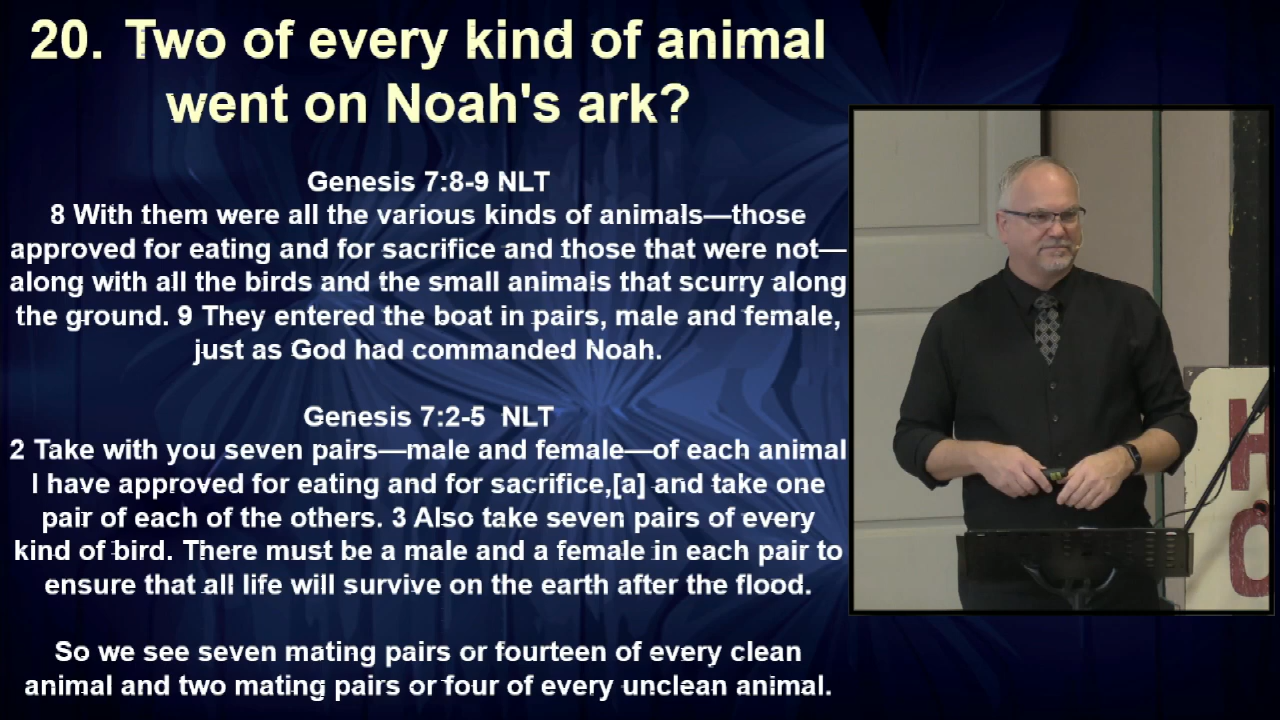 20. Two of every kind of animal
went on Noah's ark?
Genesis 7:8-9 NLT
8 With them were all the various kinds of animals—those
approved for eating and for sacrifice and those that were not—
along with all the birds and the small animals that scurry along
the ground. 9 They entered the boat in pairs, male and female,
just as God had commanded Noah.
Genesis 7:2-5 NLT
2 Take with you seven pairs—male and female—of each animal
I have approved for eating and for sacrifice,[a] and take one
pair of each of the others. 3 Also take seven pairs of every
kind of bird. There must be a male and a female in each pair to
ensure that all life will survive on the earth after the flood.
So we see seven mating pairs or fourteen of every clean
animal and two mating pairs or four of every unclean animal.